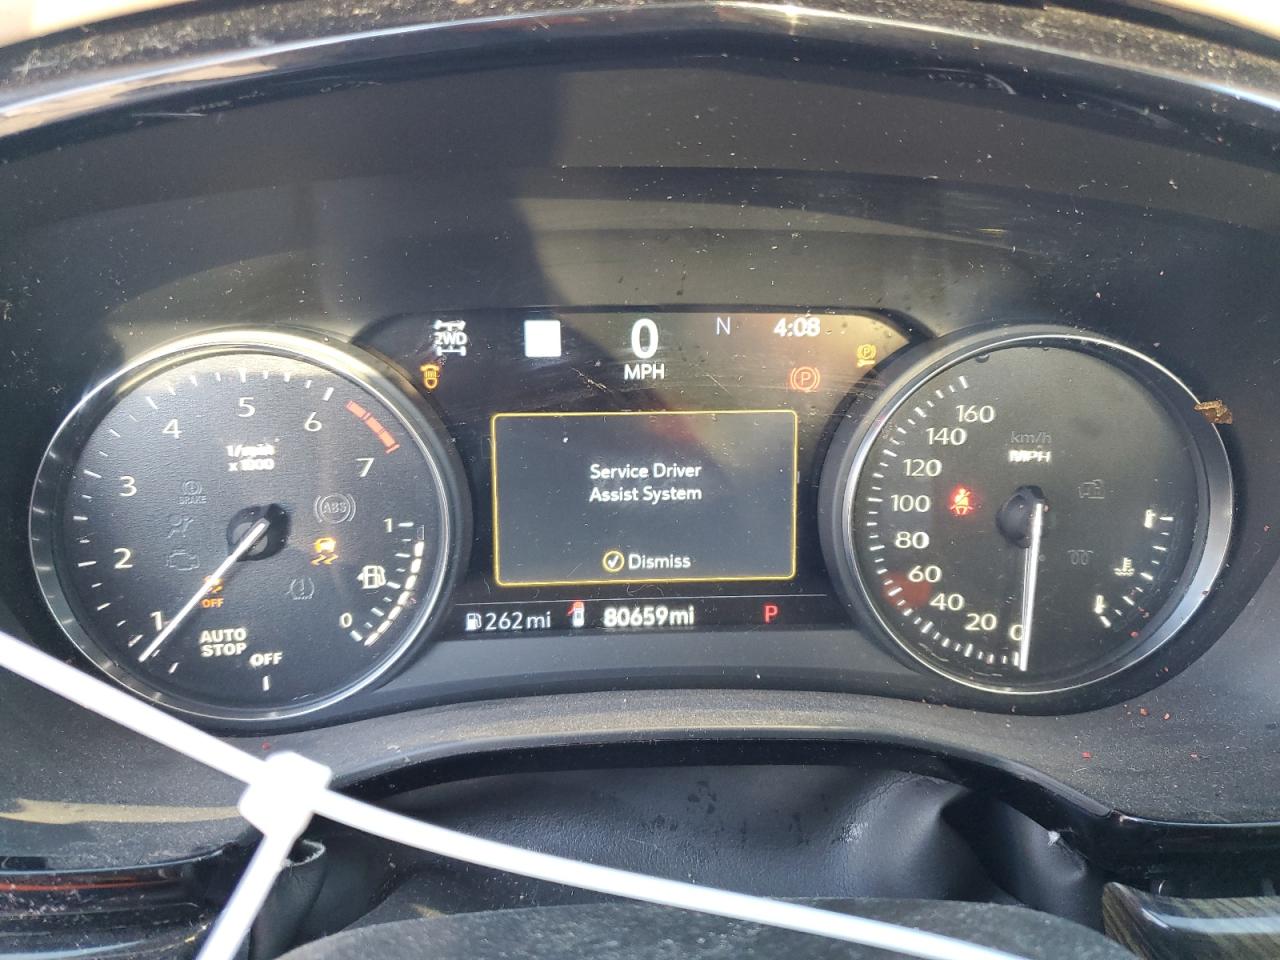 2WD
0
MPH
N
4:08
P
P
Service Driver
Assist System
Dismiss
262 mi
80659mi
P
1
2
3
4
5
6
7
1/min
x 1000
BRAKE
ABS
OFF
AUTO
STOP
OFF
1
0
0
20
40
60
80
100
120
140
160
km/h
MPH